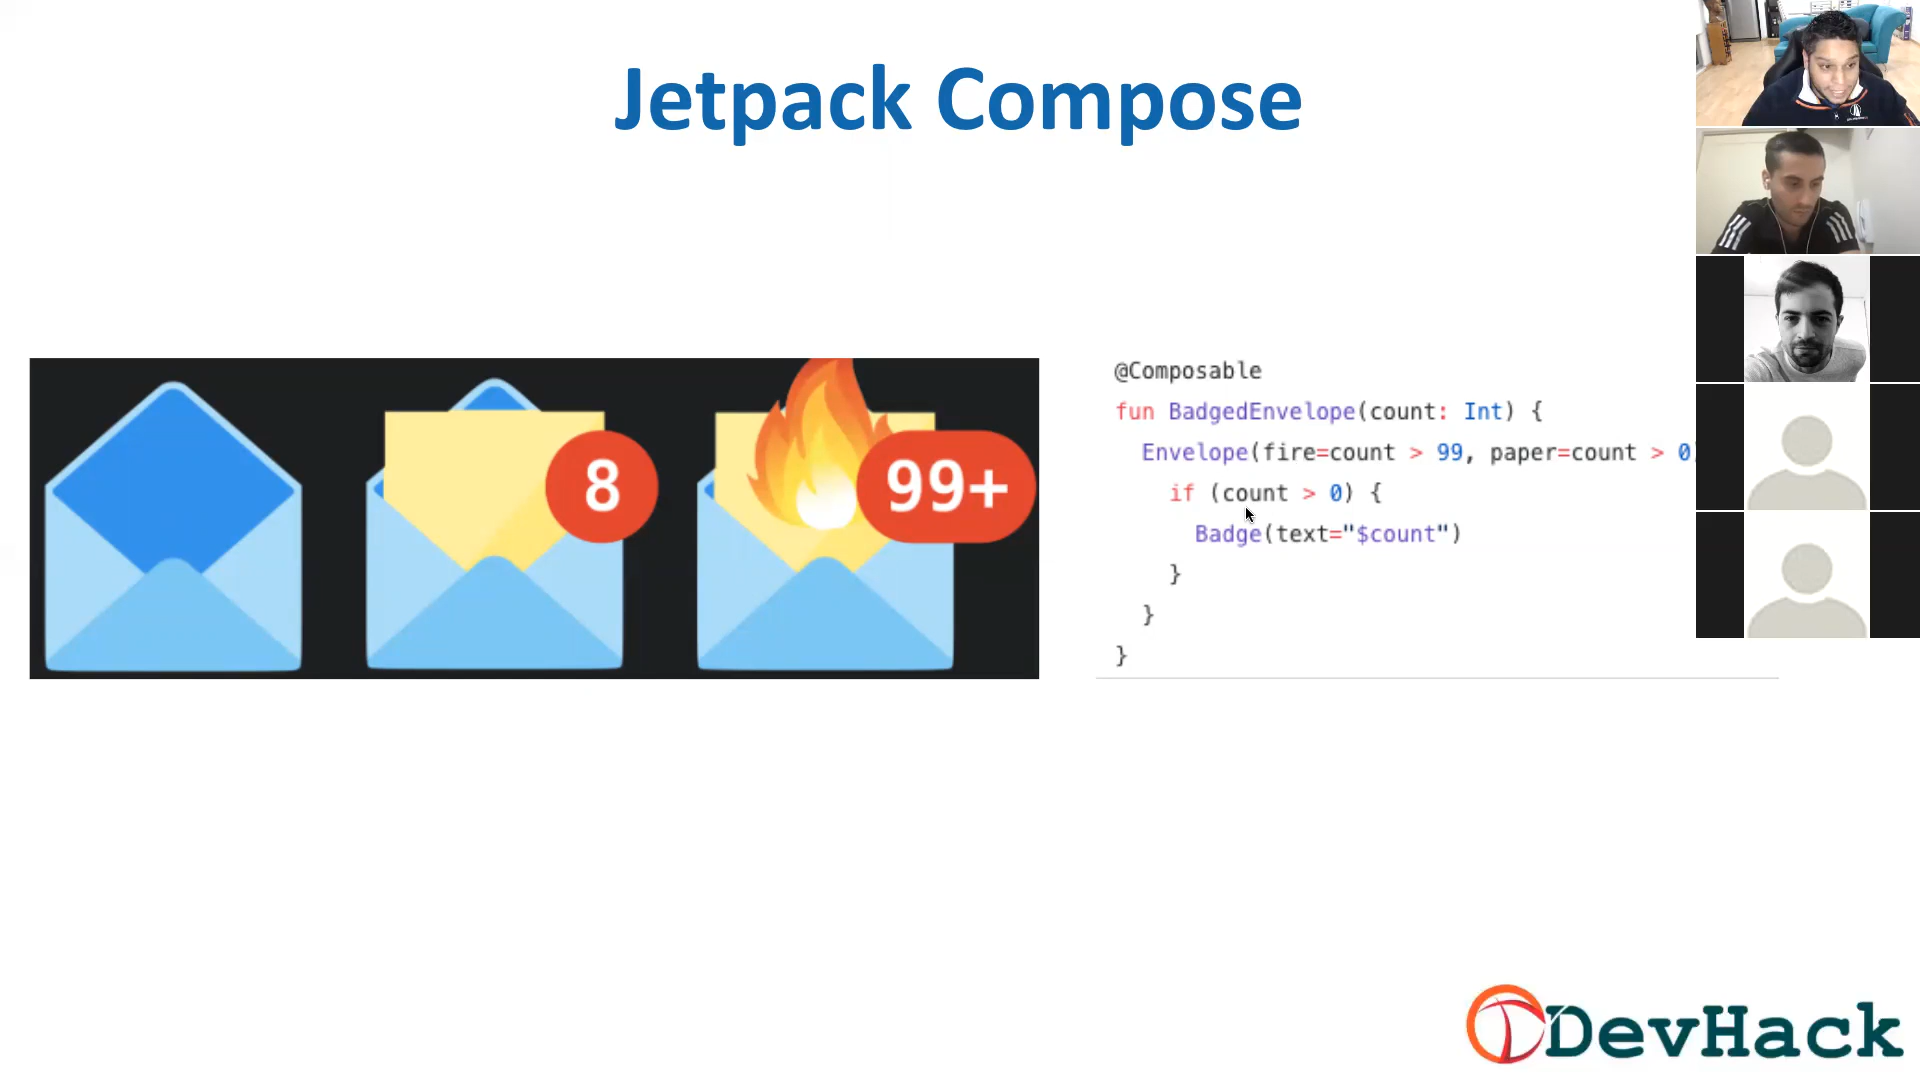 Jetpack Compose
8
99+
@Composable
fun BadgedEnvelope(count: Int) {
Envelope(fire=count > 99, paper=count > 0
if (count > 0) {
Badge(text="$count")
}
}
}
DevHack